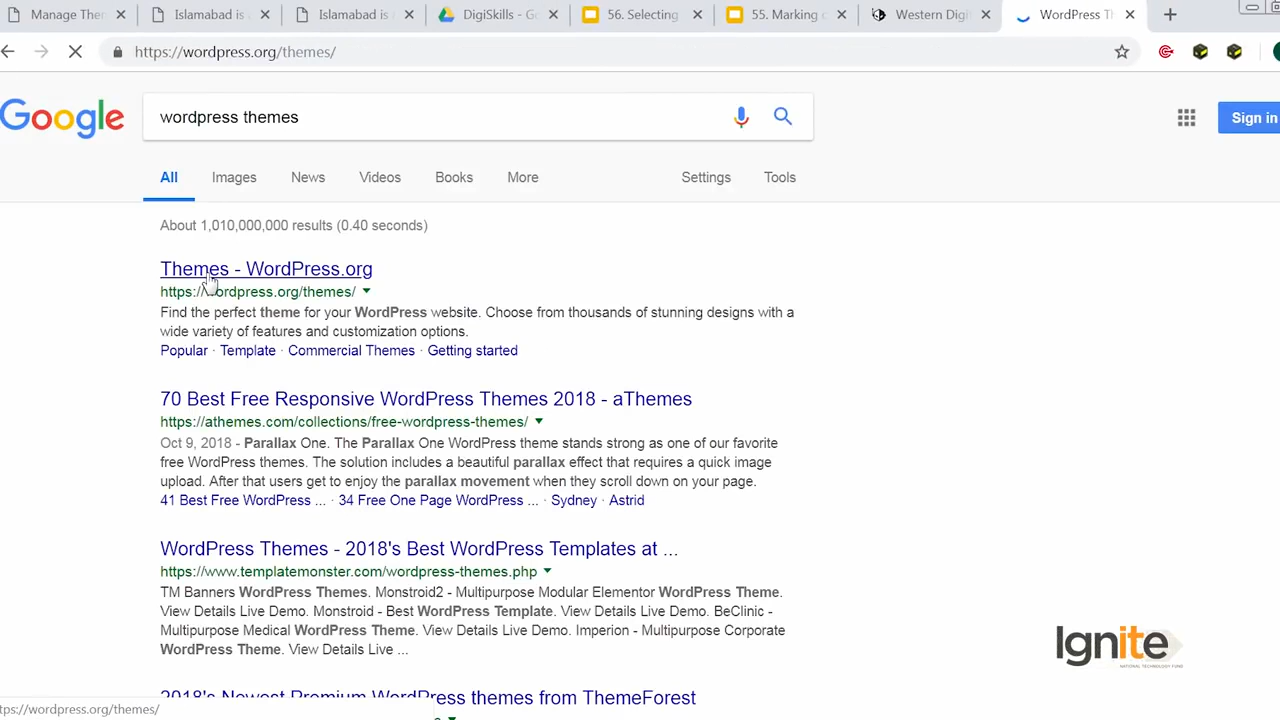 Manage Ther
Islamabad is a
Islamabad is a
DigiSkills - Go
56. Selecting
55. Marking c
Western Digi
WordPress Th
https://wordpress.org/themes/
Google
wordpress themes
Sign in
All
Images
News
Videos
Books
More
Settings
Tools
About 1,010,000,000 results (0.40 seconds)
Themes - WordPress.org
https://wordpress.org/themes/
Find the perfect theme for your WordPress website. Choose from thousands of stunning designs with a
wide variety of features and customization options.
Popular · Template · Commercial Themes · Getting started
70 Best Free Responsive WordPress Themes 2018 - aThemes
https://athemes.com/collections/free-wordpress-themes/
Oct 9, 2018 - Parallax One. The Parallax One WordPress theme stands strong as one of our favorite
free WordPress themes. The solution includes a beautiful parallax effect that requires a quick image
upload. After that users get to enjoy the parallax movement when they scroll down on your page.
41 Best Free WordPress ... · 34 Free One Page WordPress ... · Sydney · Astrid
WordPress Themes - 2018's Best WordPress Templates at ...
https://www.templatemonster.com/wordpress-themes.php
TM Banners WordPress Themes. Monstroid2 - Multipurpose Modular Elementor WordPress Theme.
View Details Live Demo. Monstroid - Best WordPress Template. View Details Live Demo. BeClinic -
Multipurpose Medical WordPress Theme. View Details Live Demo. Imperion - Multipurpose Corporate
WordPress Theme. View Details Live ...
Ignite
NATIONAL TECHNOLOGY FUND
2018's Newest Premium WordPress themes from ThemeForest
tps://wordpress.org/themes/